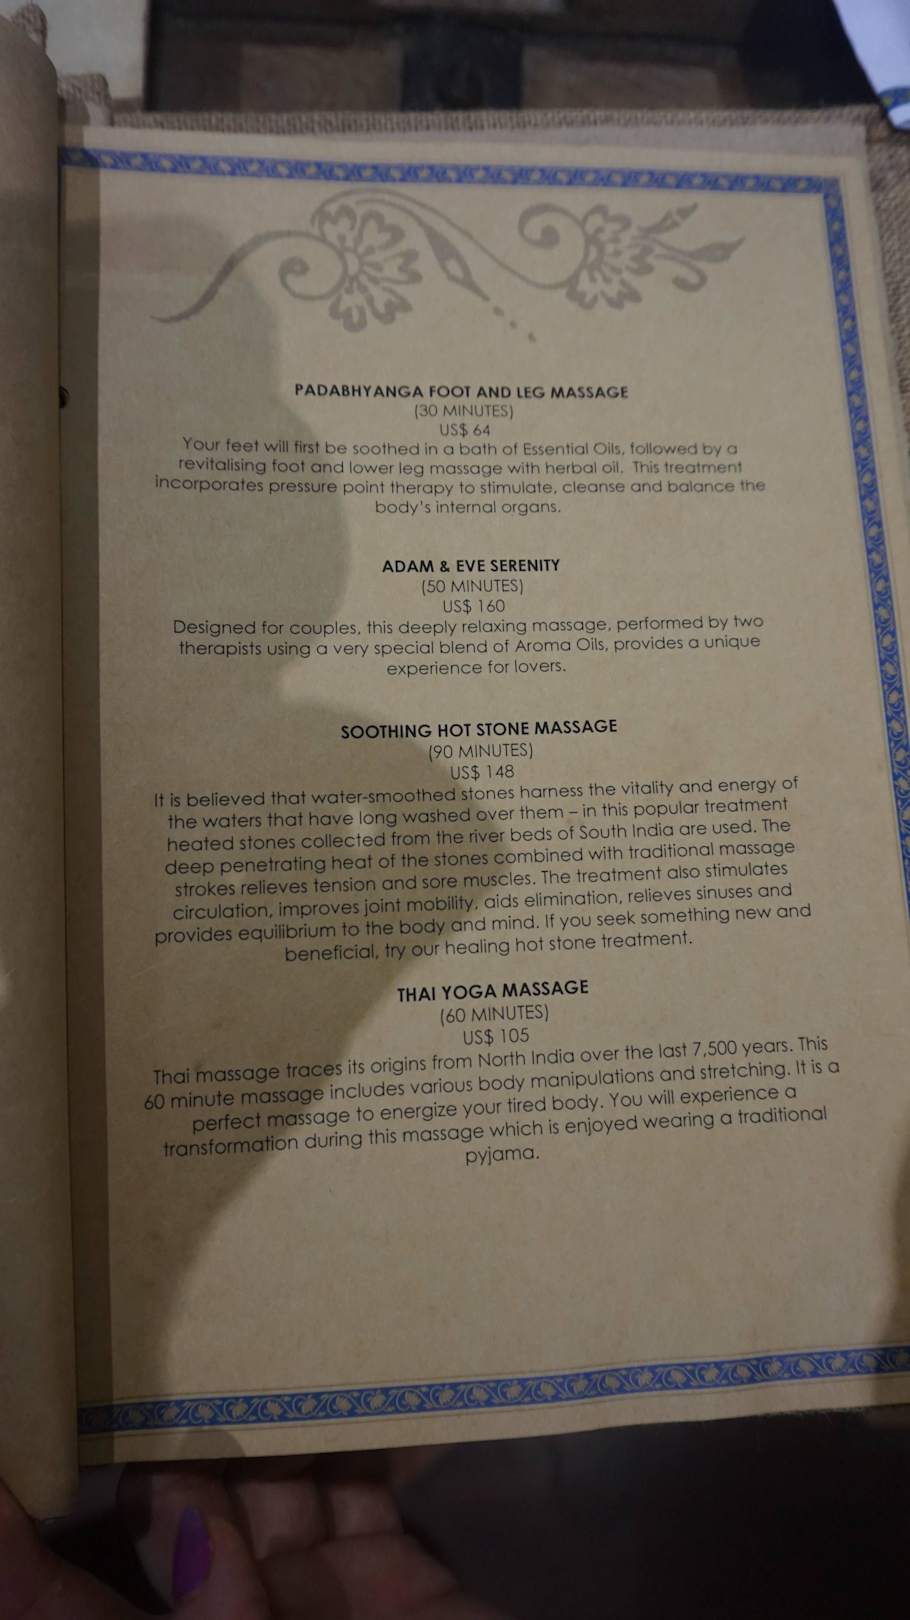 PADABHYANGA FOOT AND LEG MASSAGE
(30 MINUTES)
US$ 64
Your feet will first be soothed in a bath of Essential Oils, followed by a
revitalising foot and lower leg massage with herbal oil. This treatment
incorporates pressure point therapy to stimulate, cleanse and balance the
body's internal organs.
ADAM & EVE SERENITY
(50 MINUTES)
US$ 160
Designed for couples, this deeply relaxing massage, performed by two
therapists using a very special blend of Aroma Oils, provides a unique
experience for lovers.
SOOTHING HOT STONE MASSAGE
(90 MINUTES)
US$ 148
It is believed that water-smoothed stones harness the vitality and energy of
the waters that have long washed over them – in this popular treatment
heated stones collected from the river beds of South India are used. The
deep penetrating heat of the stones combined with traditional massage
strokes relieves tension and sore muscles. The treatment also stimulates
circulation, improves joint mobility, aids elimination, relieves sinuses and
provides equilibrium to the body and mind. If you seek something new and
beneficial, try our healing hot stone treatment.
THAI YOGA MASSAGE
(60 MINUTES)
US$ 105
Thai massage traces its origins from North India over the last 7,500 years. This
60 minute massage includes various body manipulations and stretching. It is a
perfect massage to energize your tired body. You will experience a
transformation during this massage which is enjoyed wearing a traditional
pyjama.